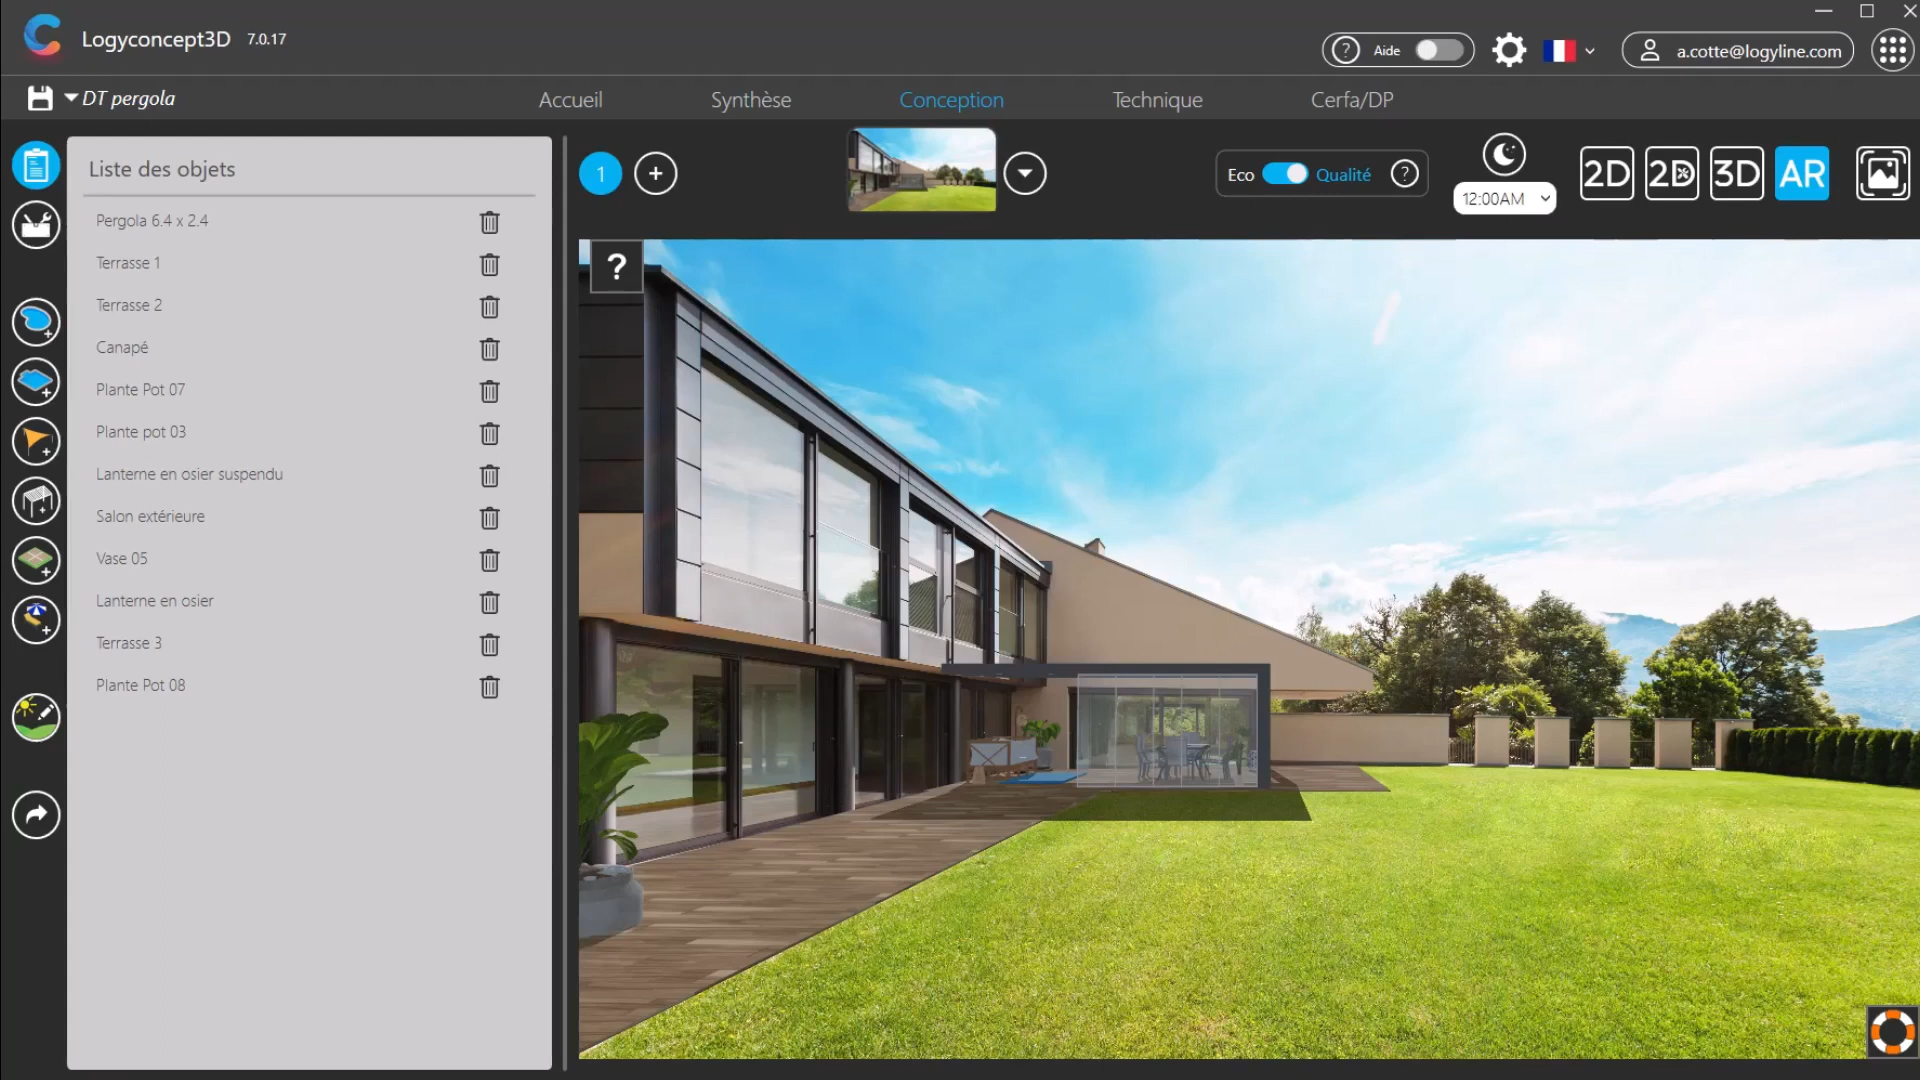 Logyconcept3D 7.0.17
? Aide
a.cotte@logyline.com
DT pergola
Accueil
Synthèse
Conception
Technique
Cerfa/DP
Liste des objets
Pergola 6.4 x 2.4
Terrasse 1
Terrasse 2
Canapé
Plante Pot 07
Plante pot 03
Lanterne en osier suspendu
Salon extérieure
Vase 05
Lanterne en osier
Terrasse 3
Plante Pot 08
1
+
Eco Qualité ?
12:00AM
2D
2D
3D
AR
?